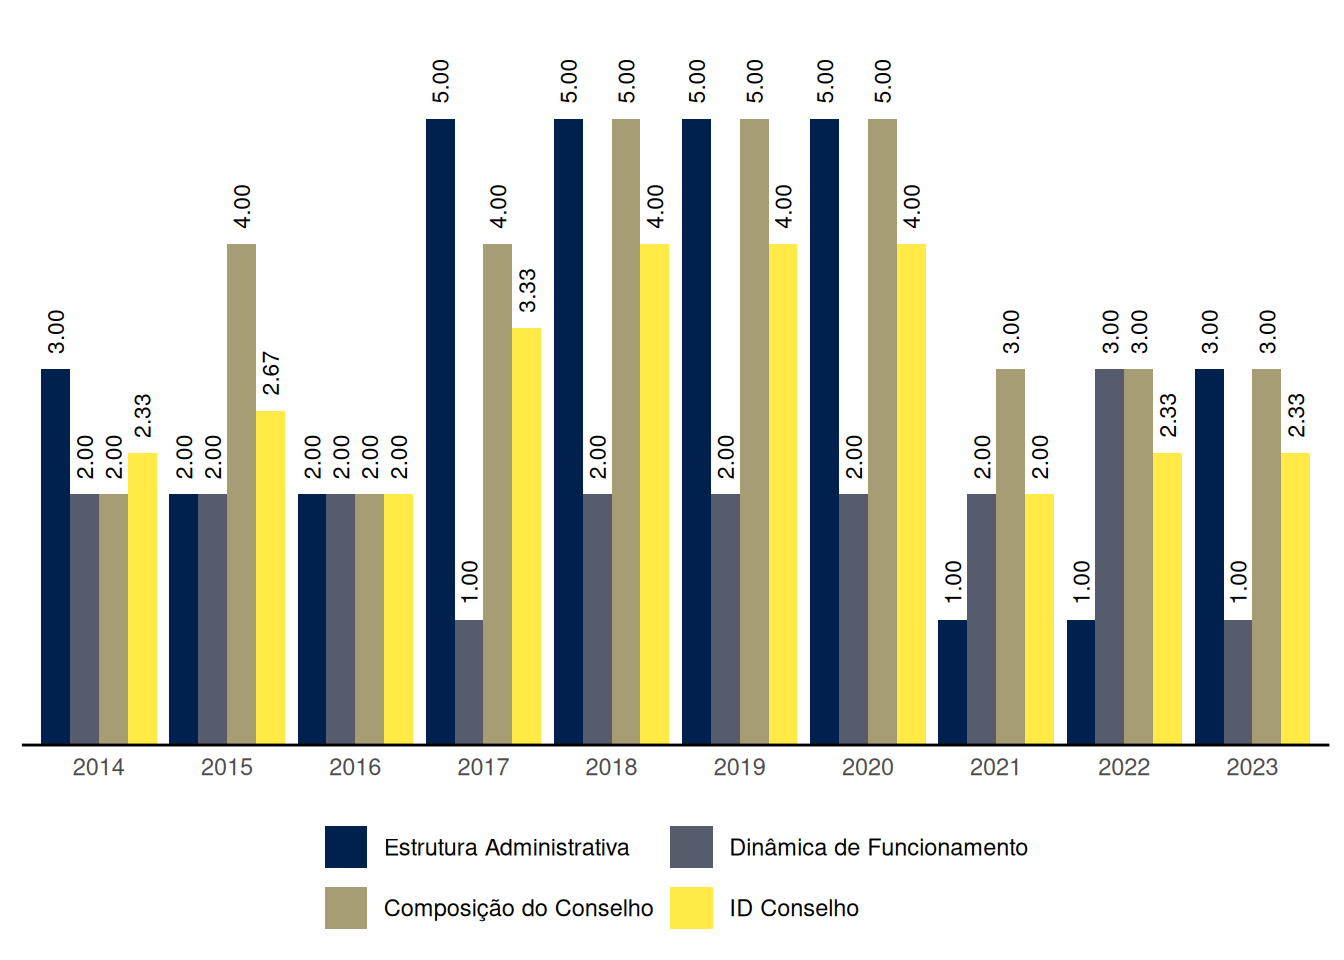 3.00 2.00 2.00 2.33
2.00 2.00 4.00 2.67
2.00 2.00 2.00 2.00
5.00 1.00 4.00 3.33
5.00 2.00 5.00 4.00
5.00 2.00 5.00 4.00
5.00 2.00 5.00 4.00
1.00 2.00 3.00 2.00
1.00 3.00 3.00 2.33
3.00 1.00 3.00 2.33
2014 2015 2016 2017 2018 2019 2020 2021 2022 2023
Estrutura Administrativa Dinâmica de Funcionamento
Composição do Conselho ID Conselho